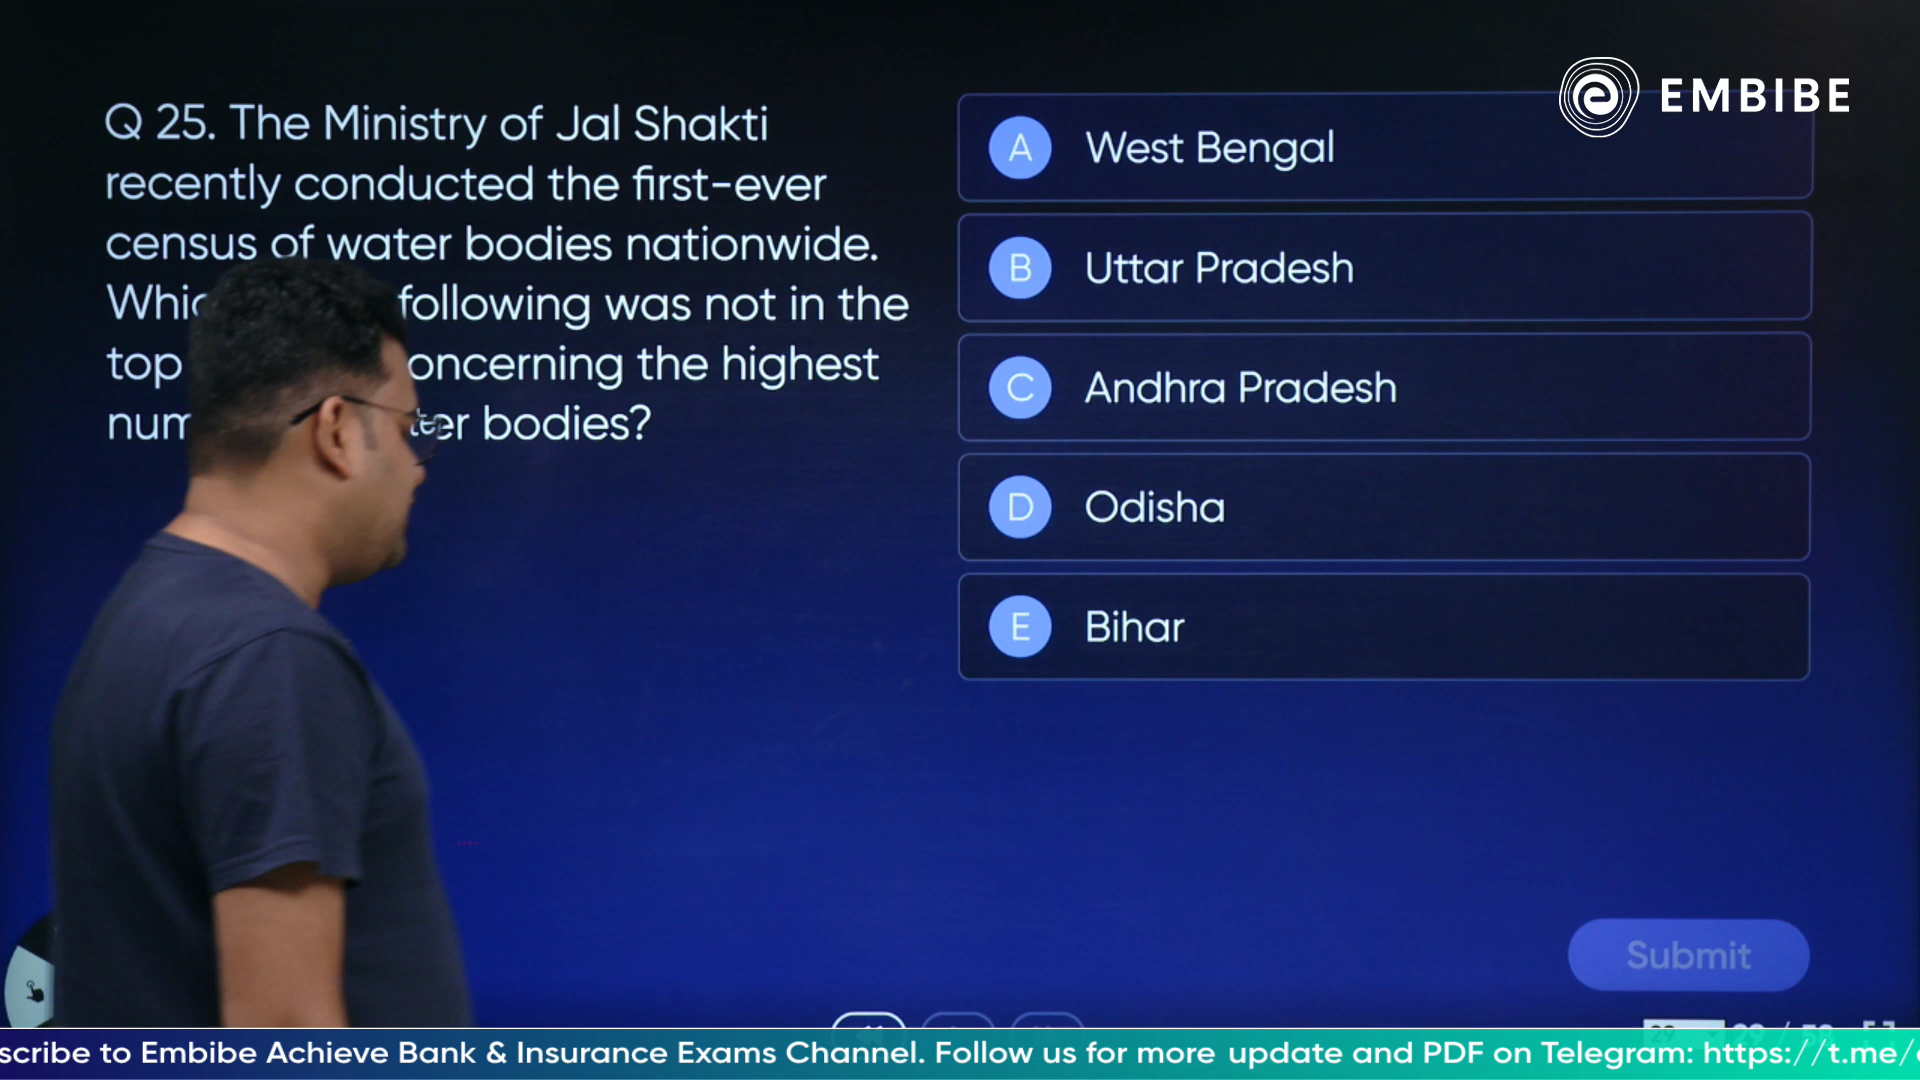 EMBIBE
Q 25. The Ministry of Jal Shakti
recently conducted the first-ever
census of water bodies nationwide.
following was not in the
top concerning the highest
bodies?
A West Bengal
B Uttar Pradesh
C Andhra Pradesh
D Odisha
E Bihar
Submit
scribe to Embibe Achieve Bank & Insurance Exams Channel. Follow us for more update and PDF on Telegram: https://t.me/